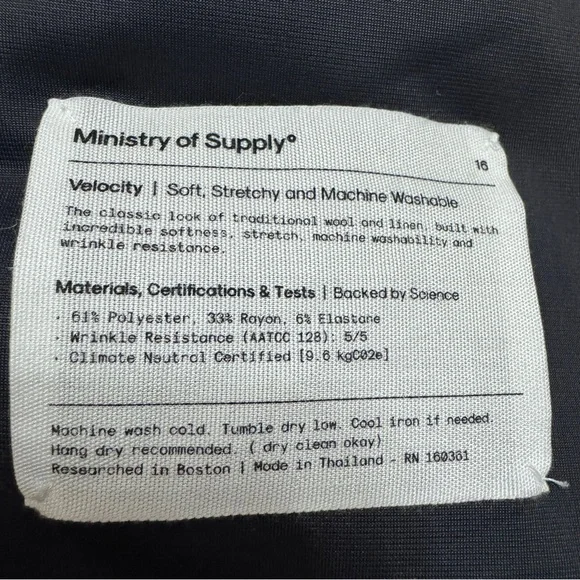 Ministry of Supply°
16
Velocity | Soft, Stretchy and Machine Washable
The classic look of traditional wool and linen, built with
incredible softness, stretch, machine washability and
wrinkle resistance.
Materials, Certifications & Tests | Backed by Science
· 61% Polyester, 33% Rayon, 6% Elastane
· Wrinkle Resistance (AATCC 128): 5/5
· Climate Neutral Certified [9.6 kgCO2e]
Machine wash cold. Tumble dry low. Cool iron if needed.
Hang dry recommended. ( dry clean okay)
Researched in Boston | Made in Thailand - RN 160361